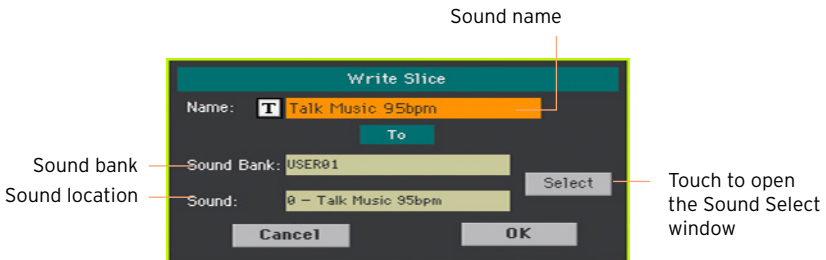 Sound name
Write Slice
Name: T Talk Music 95bpm
To
Sound bank
Sound Bank: USER01
Select
Sound location
Sound: 0 - Talk Music 95bpm
Touch to open
the Sound Select
window
Cancel
OK